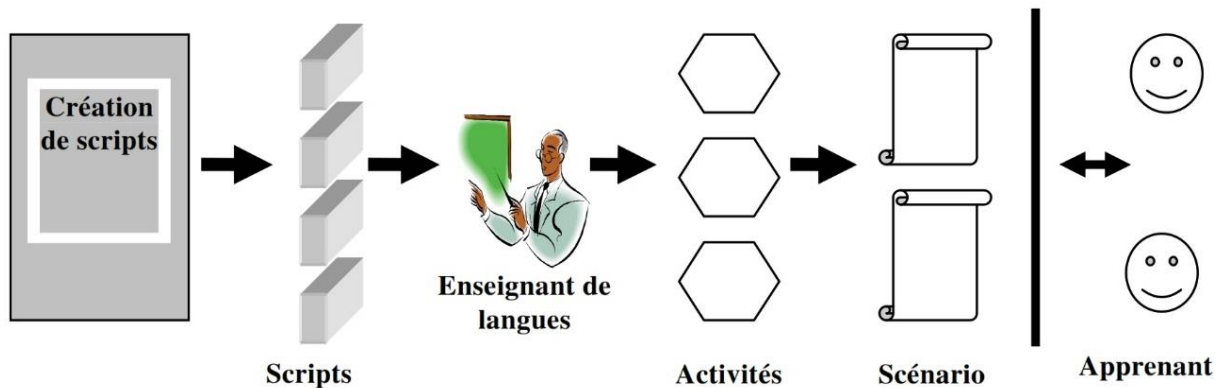 Création
de scripts
Enseignant de
langues
Scripts
Activités
Scénario
Apprenant